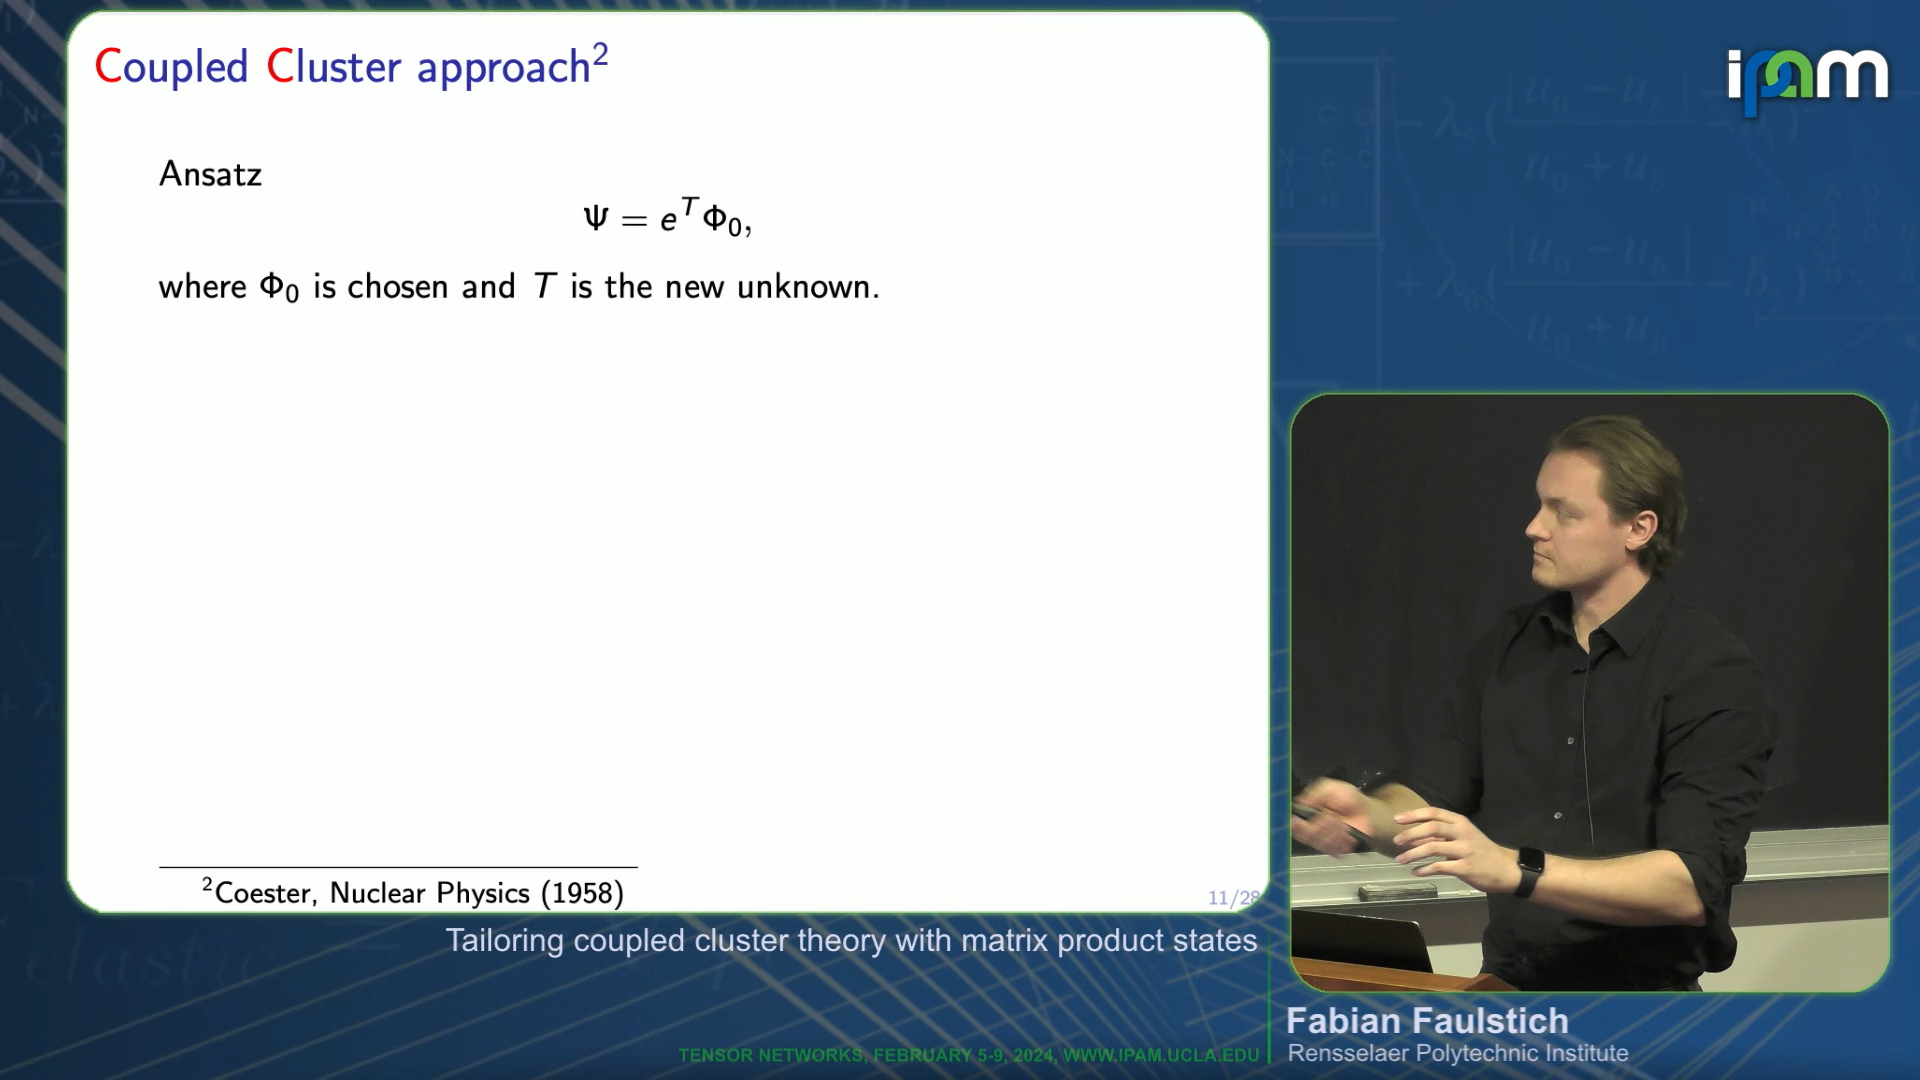 Coupled Cluster approach²
Ansatz
Ψ = e^T Φ₀,
where Φ₀ is chosen and T is the new unknown.
²Coester, Nuclear Physics (1958)
11/28
ipam
Tailoring coupled cluster theory with matrix product states
Fabian Faulstich
Rensselaer Polytechnic Institute
TENSOR NETWORKS, FEBRUARY 5-9, 2024, WWW.IPAM.UCLA.EDU
elastic